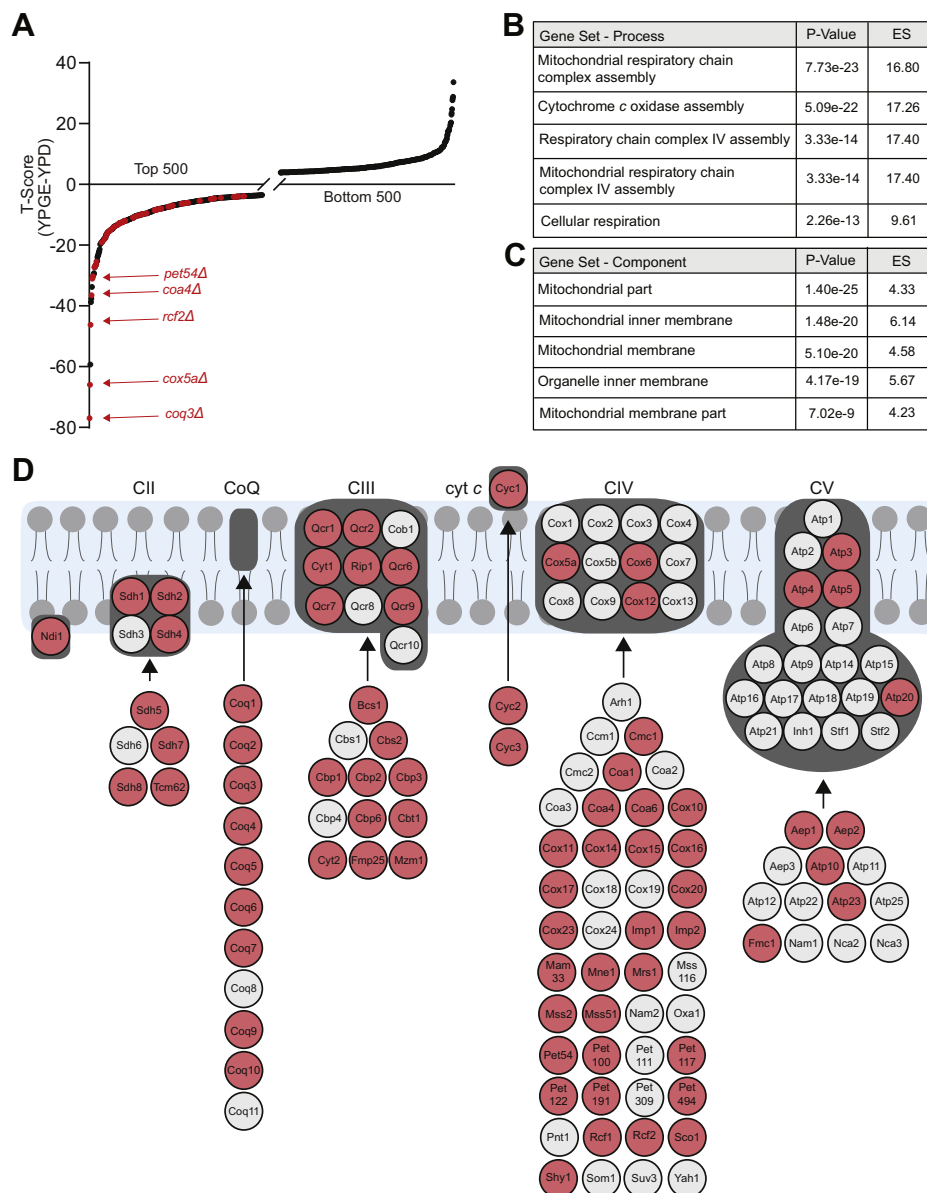 A
40
20
0
-20
-40
-60
-80
T-Score
(YPGE-YPD)
Top 500
Bottom 500
pet54Δ
coa4Δ
rcf2Δ
cox5aΔ
coq3Δ
B
Gene Set - Process P-Value ES
Mitochondrial respiratory chain
complex assembly 7.73e-23 16.80
Cytochrome c oxidase assembly 5.09e-22 17.26
Respiratory chain complex IV assembly 3.33e-14 17.40
Mitochondrial respiratory chain
complex IV assembly 3.33e-14 17.40
Cellular respiration 2.26e-13 9.61
C
Gene Set - Component P-Value ES
Mitochondrial part 1.40e-25 4.33
Mitochondrial inner membrane 1.48e-20 6.14
Mitochondrial membrane 5.10e-20 4.58
Organelle inner membrane 4.17e-19 5.67
Mitochondrial membrane part 7.02e-9 4.23
D
Ndi1
CII
Sdh1 Sdh2
Sdh3 Sdh4
Sdh5
Sdh6 Sdh7
Sdh8 Tcm62
CoQ
Coq1
Coq2
Coq3
Coq4
Coq5
Coq6
Coq7
Coq8
Coq9
Coq10
Coq11
CIII
Qcr1 Qcr2 Cob1
Cyt1 Rip1 Qcr6
Qcr7 Qcr8 Qcr9
Qcr10
Bcs1
Cbs1 Cbs2
Cbp1 Cbp2 Cbp3
Cbp4 Cbp6 Cbt1
Cyt2 Fmp25 Mzm1
cyt c
Cyc1
Cyc2
Cyc3
CIV
Cox1 Cox2 Cox3 Cox4
Cox5a Cox5b Cox6 Cox7
Cox8 Cox9 Cox12 Cox13
Arh1
Ccm1 Cmc1
Cmc2 Coa1 Coa2
Coa3 Coa4 Coa6 Cox10
Cox11 Cox14 Cox15 Cox16
Cox17 Cox18 Cox19 Cox20
Cox23 Cox24 Imp1 Imp2
Mam
33 Mne1 Mrs1 Mss
116
Mss2 Mss51 Nam2 Oxa1
Pet54 Pet
100 Pet
111 Pet
117
Pet
122 Pet
191 Pet
309 Pet
494
Pnt1 Rcf1 Rcf2 Sco1
Shy1 Som1 Suv3 Yah1
CV
Atp1
Atp2 Atp3
Atp4 Atp5
Atp6 Atp7
Atp8 Atp9 Atp14 Atp15
Atp16 Atp17 Atp18 Atp19 Atp20
Atp21 Inh1 Stf1 Stf2
Aep1 Aep2
Aep3 Atp10 Atp11
Atp12 Atp22 Atp23 Atp25
Fmc1 Nam1 Nca2 Nca3